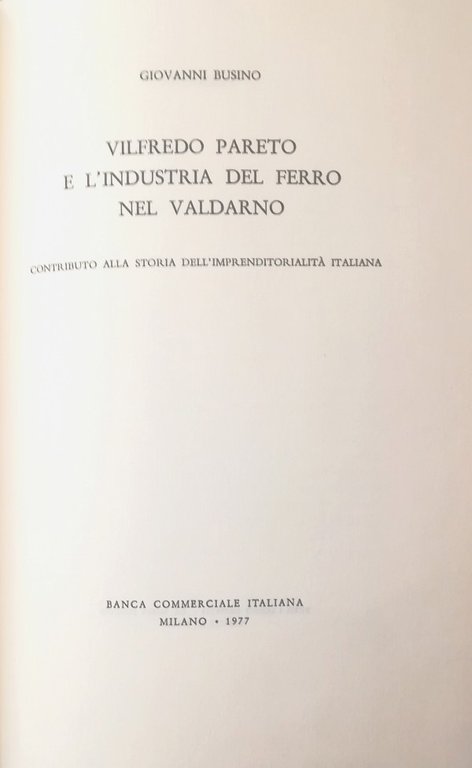 GIOVANNI BUSINO
VILFREDO PARETO
E L'INDUSTRIA DEL FERRO
NEL VALDARNO
CONTRIBUTO ALLA STORIA DELL'IMPRENDITORIALITÀ ITALIANA
BANCA COMMERCIALE ITALIANA
MILANO • 1977